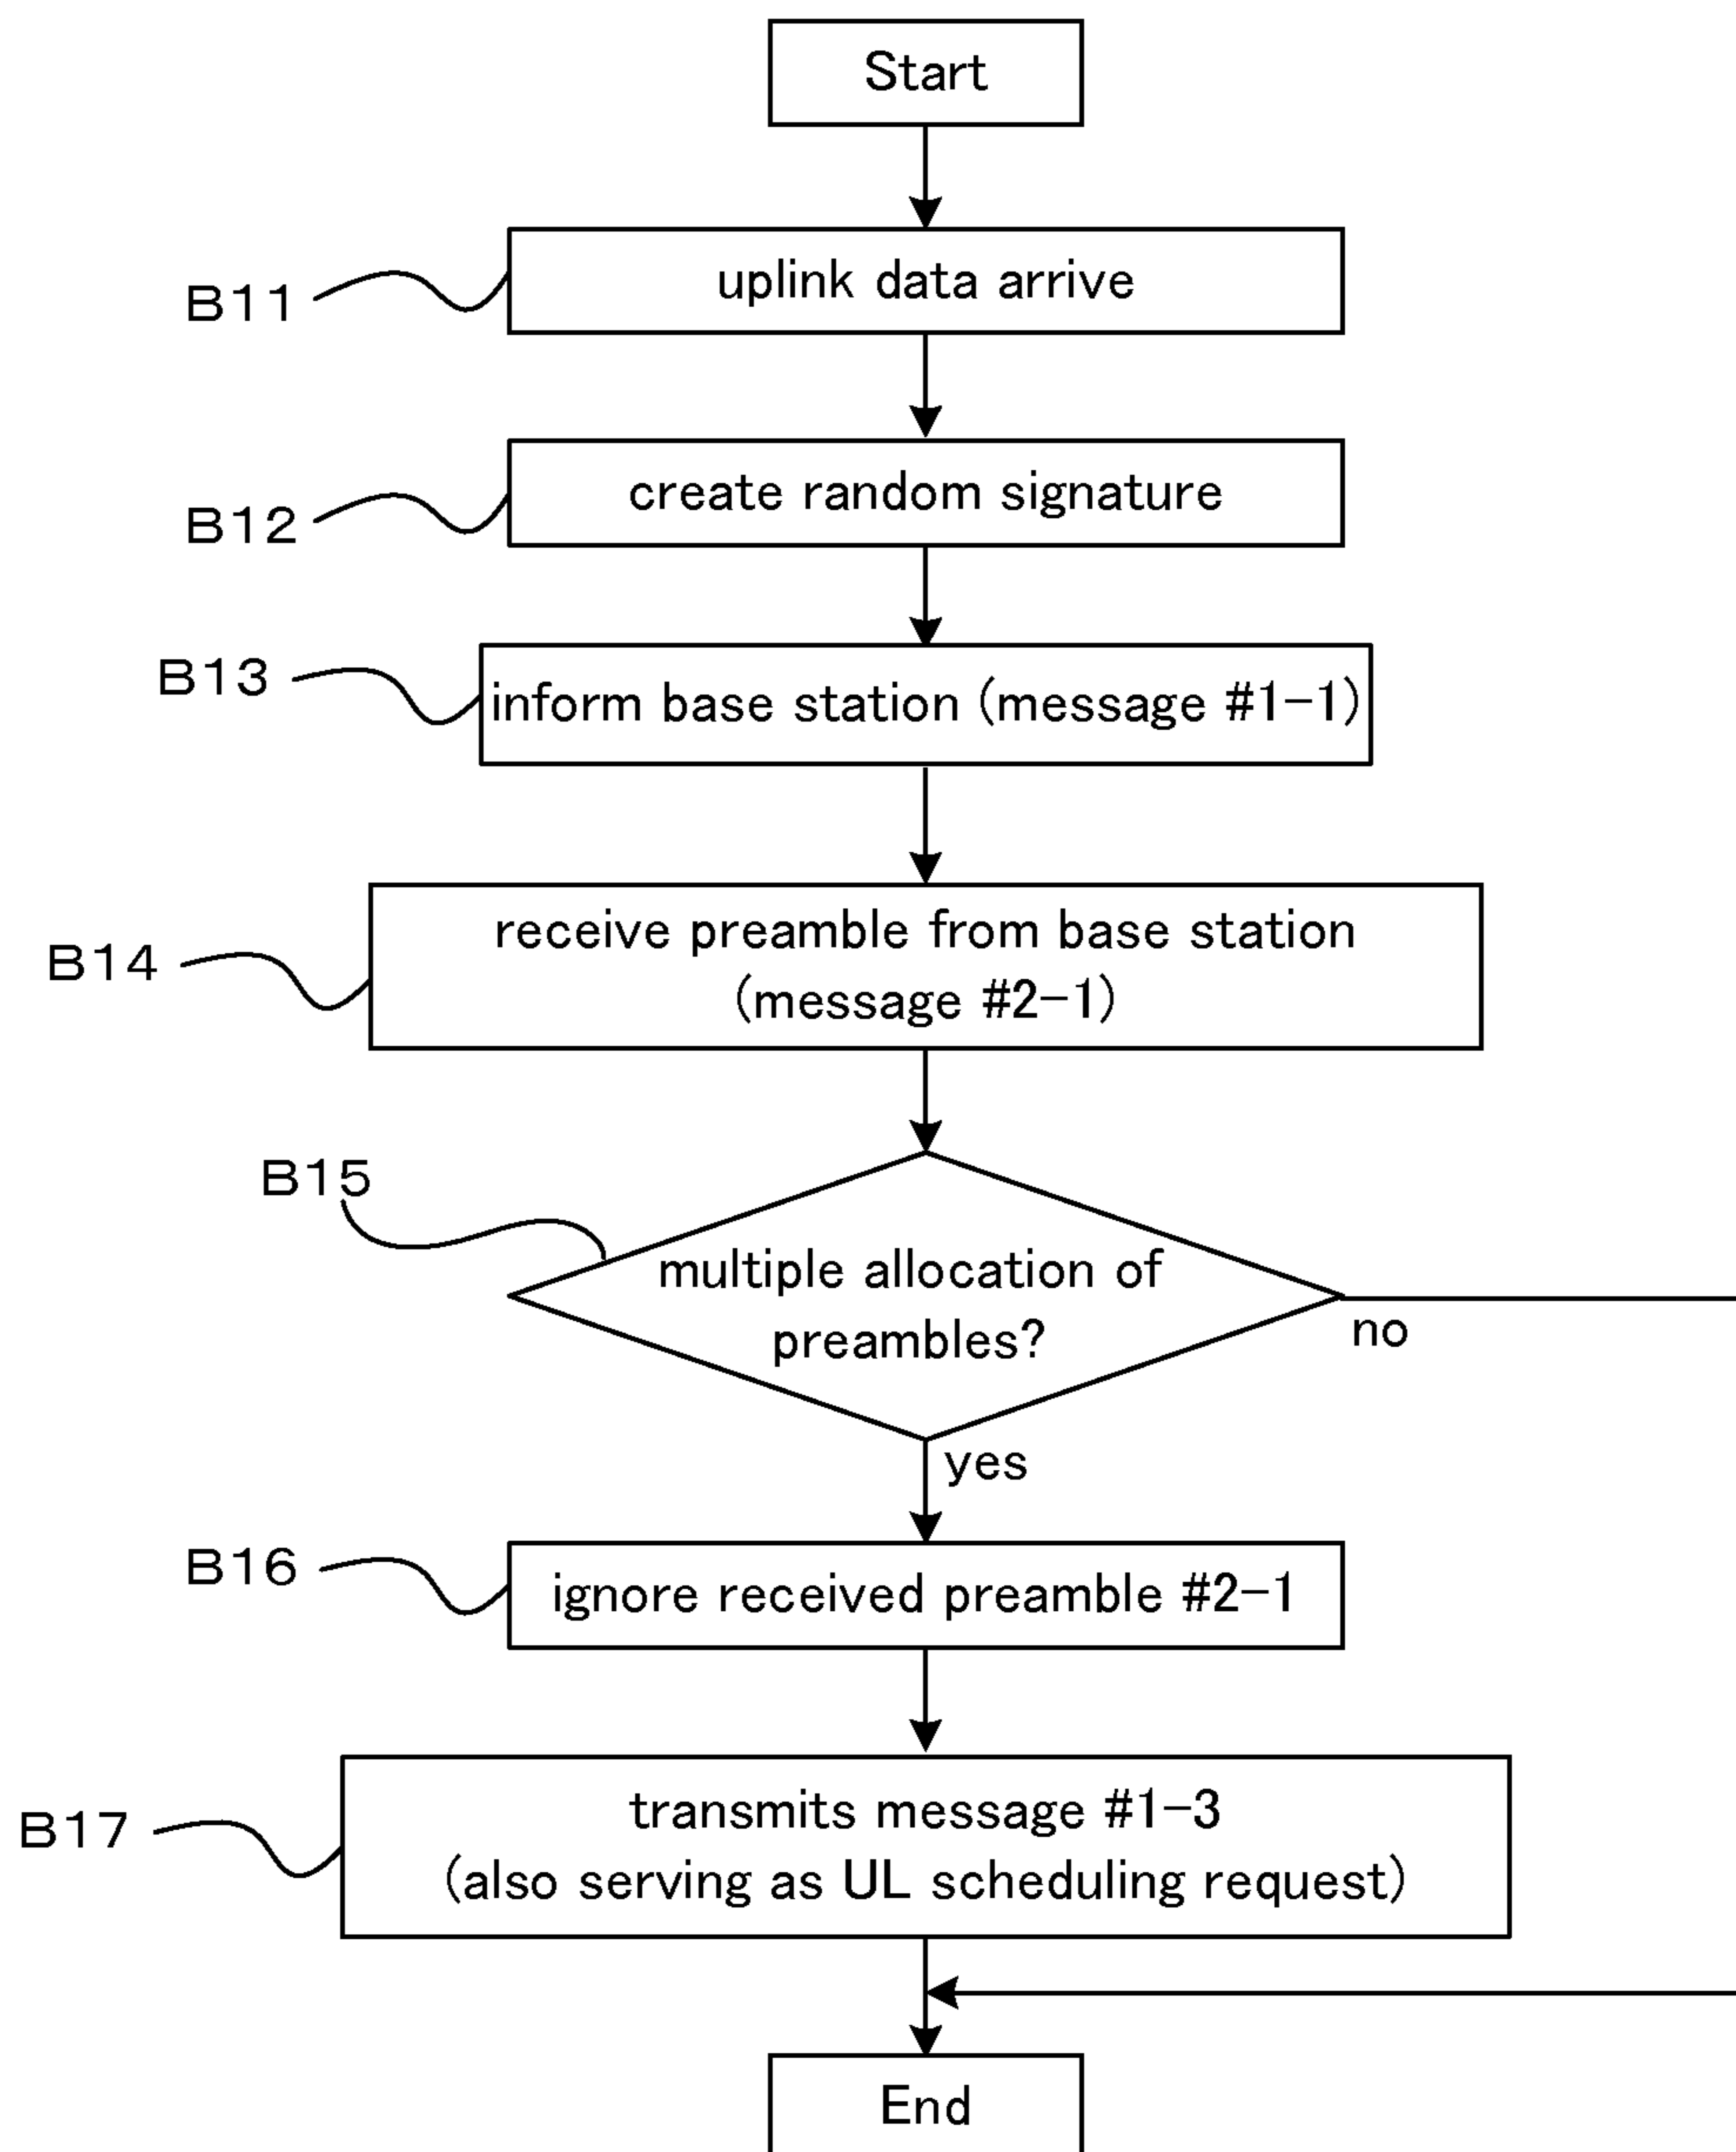 Start
B11
uplink data arrive
B12
create random signature
B13
inform base station (message #1-1)
B14
receive preamble from base station
(message #2-1)
B15
multiple allocation of
preambles?
no
yes
B16
ignore received preamble #2-1
B17
transmits message #1-3
(also serving as UL scheduling request)
End